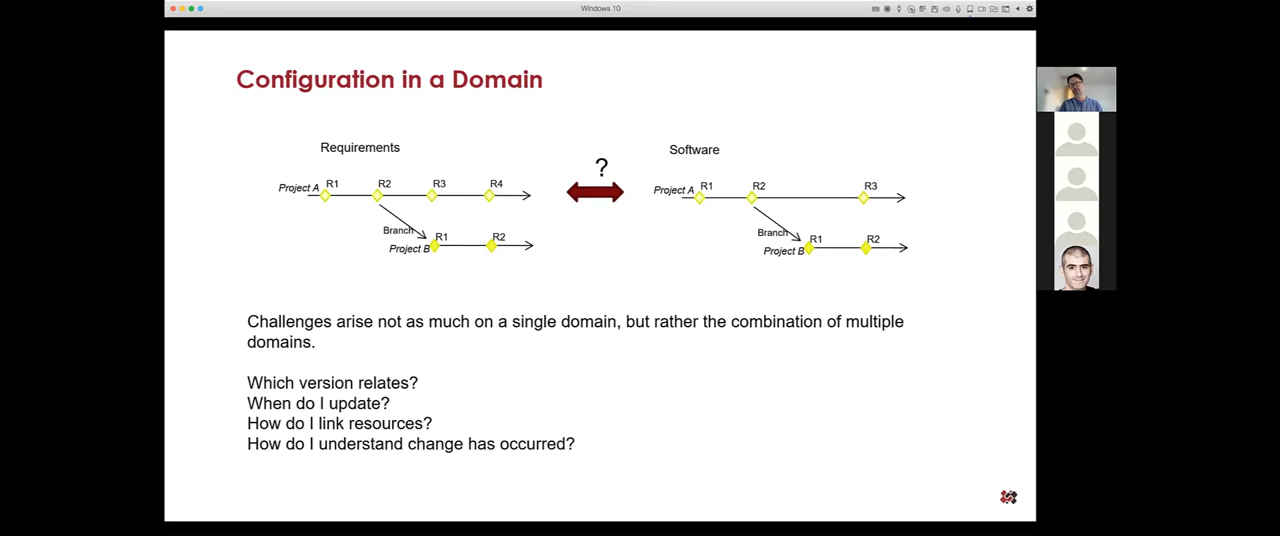 Windows 10
Configuration in a Domain
Requirements
Project A R1 R2 R3 R4
Branch
Project B R1 R2
?
Software
Project A R1 R2 R3
Branch
Project B R1 R2
Challenges arise not as much on a single domain, but rather the combination of multiple
domains.
Which version relates?
When do I update?
How do I link resources?
How do I understand change has occurred?